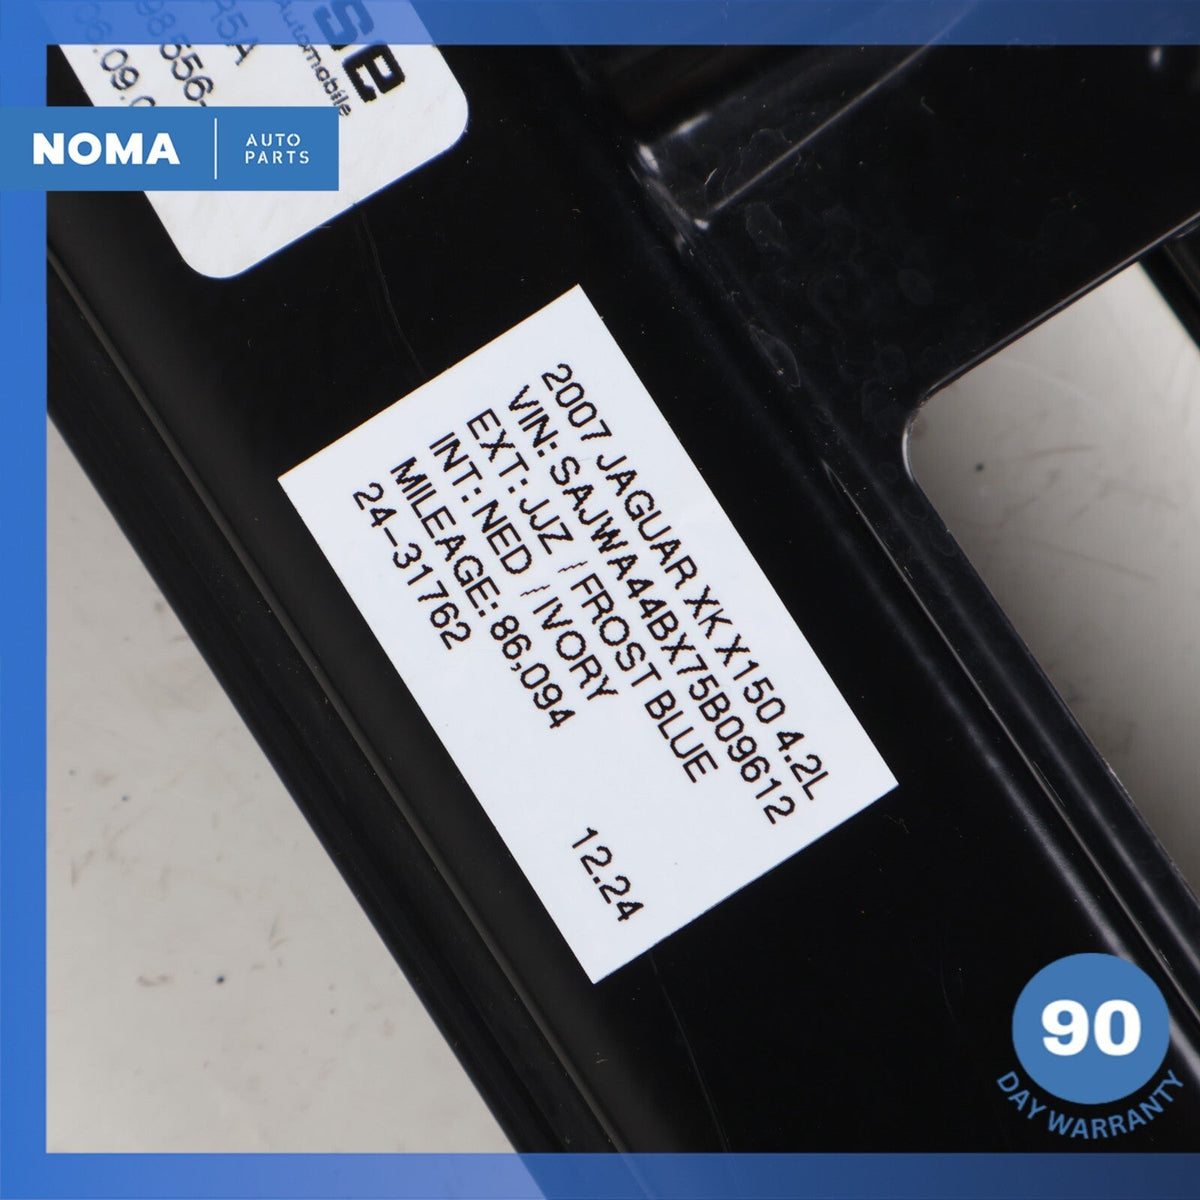 NOMA AUTO PARTS
Automobile
2007 JAGUAR XK X150 4.2L
VIN: SAJWA44BX75B09612
EXT: JJZ / FROST BLUE
INT: NED / IVORY
MILEAGE: 86,094
24-31762
12.24
90
DAY WARRANTY